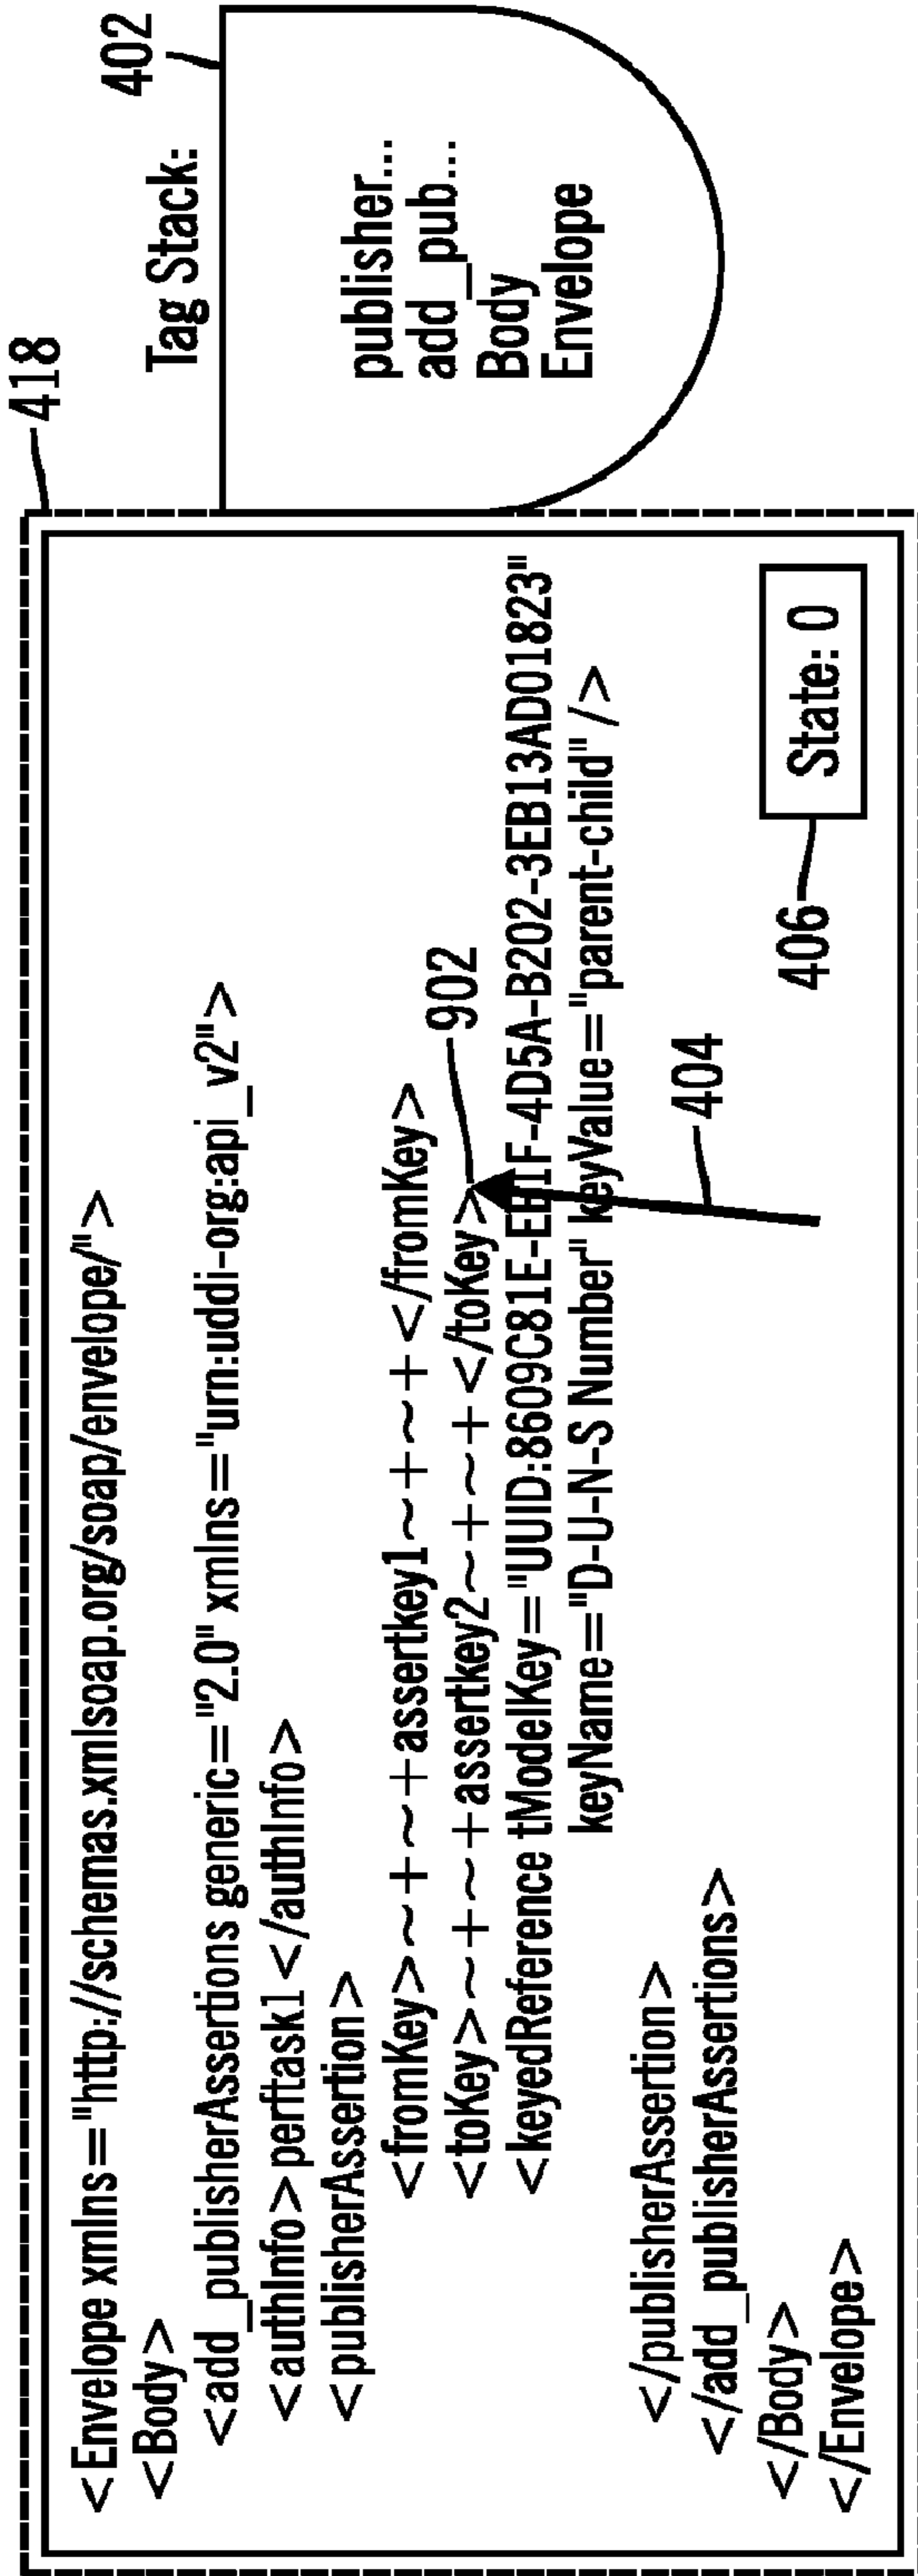 418
<Envelope xmlns="http://schemas.xmlsoap.org/soap/envelope/">
<Body>
<add_publisherAssertions generic="2.0" xmlns="urn:uddi-org:api_v2">
<authInfo>perftask1</authInfo>
<publisherAssertion>
<fromKey>~+~+~+assertkey1~+~+~+</fromKey>
<toKey>~+~+~+assertkey2~+~+~+</toKey>
902
<keyedReference tModelKey="UUID:8609C81E-EB1F-4D5A-B202-3EB13AD01823"
keyName="D-U-N-S Number" keyValue="parent-child" />
</publisherAssertion>
</add_publisherAssertions>
</Body>
</Envelope>
404
406
State: 0
Tag Stack:
402
publisher...
add_pub...
Body
Envelope